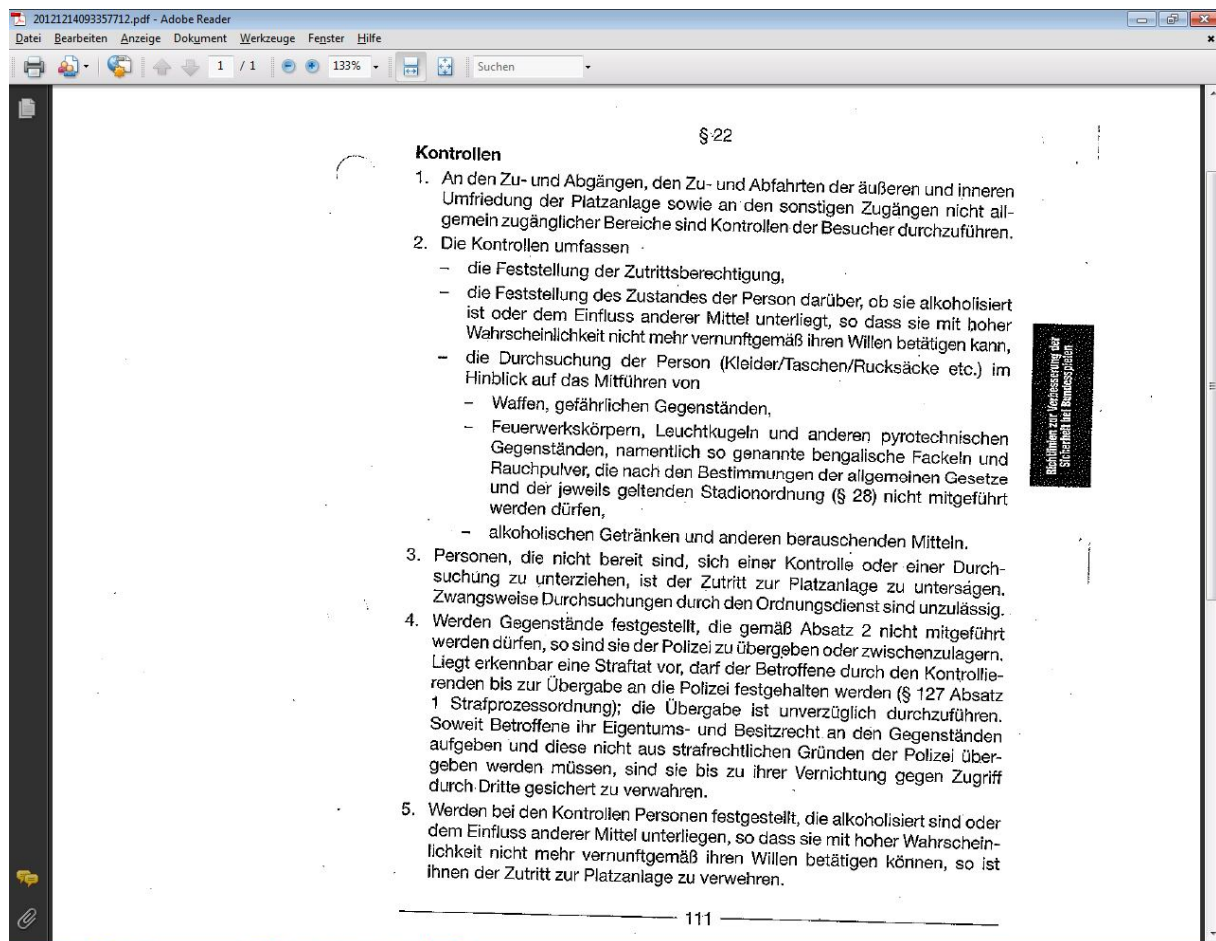 20121214093357712.pdf - Adobe Reader
Datei Bearbeiten Anzeige Dokument Werkzeuge Fenster Hilfe
1 / 1 133% Suchen
§ 22
Kontrollen
1. An den Zu- und Abgängen, den Zu- und Abfahrten der äußeren und inneren
Umfriedung der Platzanlage sowie an den sonstigen Zugängen nicht all-
gemein zugänglicher Bereiche sind Kontrollen der Besucher durchzuführen.
2. Die Kontrollen umfassen
– die Feststellung der Zutrittsberechtigung,
– die Feststellung des Zustandes der Person darüber, ob sie alkoholisiert
ist oder dem Einfluss anderer Mittel unterliegt, so dass sie mit hoher
Wahrscheinlichkeit nicht mehr vernunftgemäß ihren Willen betätigen kann,
– die Durchsuchung der Person (Kleider/Taschen/Rucksäcke etc.) im
Hinblick auf das Mitführen von
– Waffen, gefährlichen Gegenständen,
– Feuerwerkskörpern, Leuchtkugeln und anderen pyrotechnischen
Gegenständen, namentlich so genannte bengalische Fackeln und
Rauchpulver, die nach den Bestimmungen der allgemeinen Gesetze
und der jeweils geltenden Stadionordnung (§ 28) nicht mitgeführt
werden dürfen,
– alkoholischen Getränken und anderen berauschenden Mitteln.
3. Personen, die nicht bereit sind, sich einer Kontrolle oder einer Durch-
suchung zu unterziehen, ist der Zutritt zur Platzanlage zu untersagen.
Zwangsweise Durchsuchungen durch den Ordnungsdienst sind unzulässig.
4. Werden Gegenstände festgestellt, die gemäß Absatz 2 nicht mitgeführt
werden dürfen, so sind sie der Polizei zu übergeben oder zwischenzulagern.
Liegt erkennbar eine Straftat vor, darf der Betroffene durch den Kontrollie-
renden bis zur Übergabe an die Polizei festgehalten werden (§ 127 Absatz
1 Strafprozessordnung); die Übergabe ist unverzüglich durchzuführen.
Soweit Betroffene ihr Eigentums- und Besitzrecht an den Gegenständen
aufgeben und diese nicht aus strafrechtlichen Gründen der Polizei über-
geben werden müssen, sind sie bis zu ihrer Vernichtung gegen Zugriff
durch Dritte gesichert zu verwahren.
5. Werden bei den Kontrollen Personen festgestellt, die alkoholisiert sind oder
dem Einfluss anderer Mittel unterliegen, so dass sie mit hoher Wahrschein-
lichkeit nicht mehr vernunftgemäß ihren Willen betätigen können, so ist
ihnen der Zutritt zur Platzanlage zu verwehren.
111
Richtlinien zur Verbesserung der
Sicherheit bei Bundesspielen